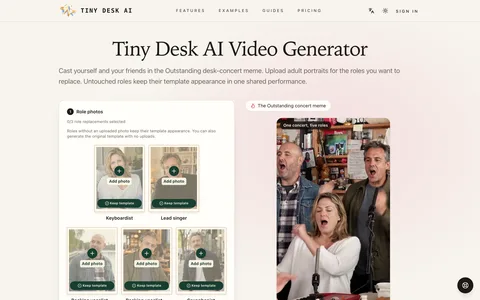 TINY DESK AI
FEATURES
EXAMPLES
GUIDES
PRICING
SIGN IN
Tiny Desk AI Video Generator
Cast yourself and your friends in the Outstanding desk-concert meme. Upload adult portraits for the roles you want to
replace. Untouched roles keep their template appearance in one shared performance.
1 Role photos
0/5 role replacements selected
Roles without an uploaded photo keep their template appearance. You can also
generate the original template with no uploads.
Add photo
Keep template
Keyboardist
Add photo
Keep template
Lead singer
Add photo
Keep template
Add photo
Keep template
Add photo
Keep template
The Outstanding concert meme
One concert, five roles